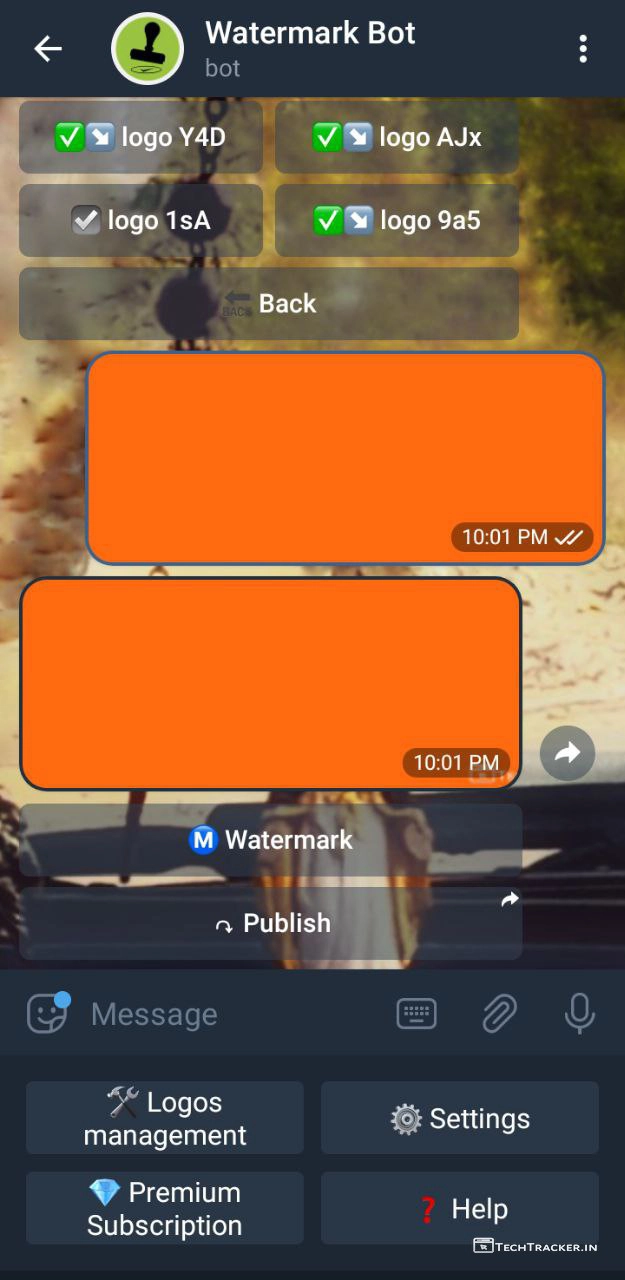 Watermark Bot
bot
logo Y4D
logo AJx
logo 1sA
logo 9a5
BACK
Back
10:01 PM
10:01 PM
M Watermark
Publish
Message
Logos
management
Settings
Premium
Subscription
Help
TECHTRACKER.IN